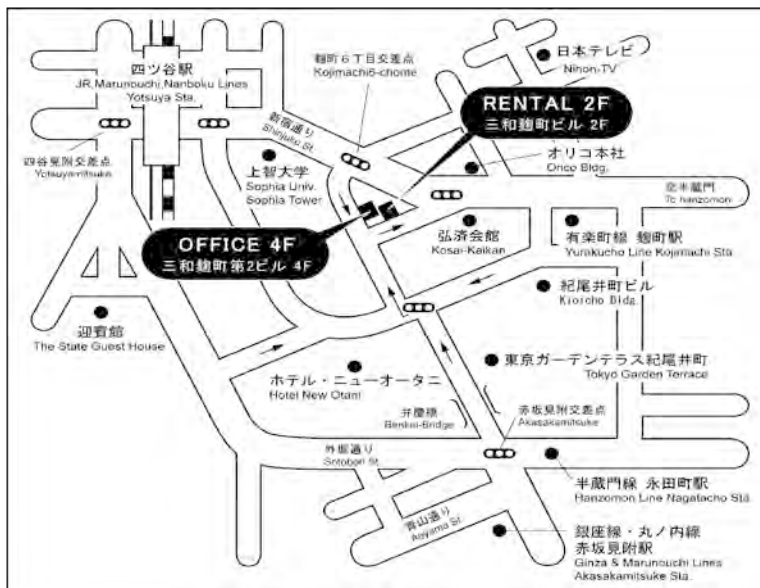 四ツ谷駅
JR,Marunouchi,Nanboku Lines
Yotsuya Sta.
麹町6丁目交差点
Kojimachi6-chome
日本テレビ
Nihon-TV
RENTAL 2F
三和麹町ビル 2F
新宿通り
Shinjuku St.
四谷見附交差点
Yotsuyamitsuke
上智大学
Sophia Univ.
Sophia Tower
オリコ本社
Orico Bldg.
至半蔵門
To hanzomon
OFFICE 4F
三和麹町第2ビル 4F
弘済会館
Kosai-Kaikan
有楽町線 麹町駅
Yurakucho Line Kojimachi Sta.
紀尾井町ビル
Kioicho Bldg.
迎賓館
The State Guest House
ホテル・ニューオータニ
Hotel New Otani
東京ガーデンテラス紀尾井町
Tokyo Garden Terrace
弁慶橋
Benkei-Bridge
赤坂見附交差点
Akasakamitsuke
外堀通り
Sotobori St.
半蔵門線 永田町駅
Hanzomon Line Nagatacho Sta.
青山通り
Aoyama St.
銀座線・丸ノ内線
赤坂見附駅
Ginza & Marunouchi Lines
Akasakamitsuke Sta.